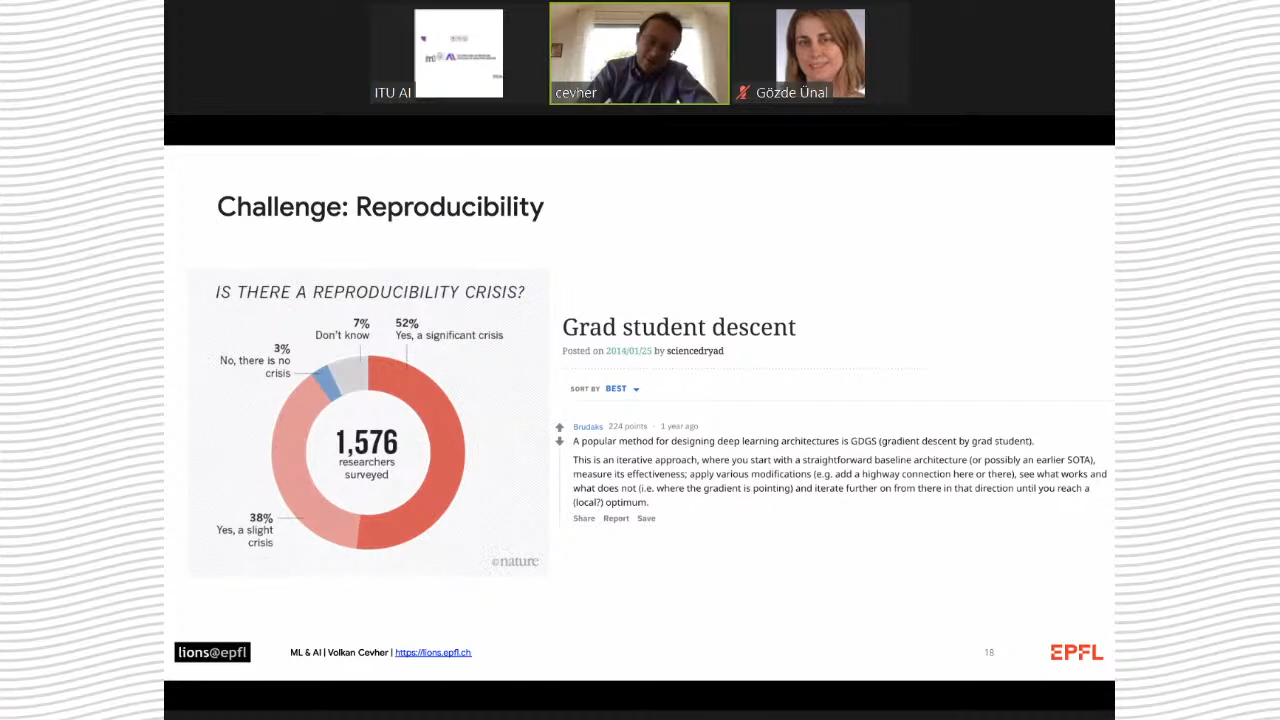 ITU AI
cevher
Gözde Ünal
Challenge: Reproducibility
IS THERE A REPRODUCIBILITY CRISIS?
7%
Don't know
52%
Yes, a significant crisis
3%
No, there is no
crisis
1,576
researchers
surveyed
38%
Yes, a slight
crisis
©nature
Grad student descent
Posted on 2014/01/25 by sciencedryad
SORT BY BEST
Brudaks 224 points · 1 year ago
A popular method for designing deep learning architectures is GDGS (gradient descent by grad student).
This is an iterative approach, where you start with a straightforward baseline architecture (or possibly an earlier SOTA),
measure its effectiveness; apply various modifications (e.g. add a highway connection here or there), see what works and
what does not (i.e. where the gradient is pointing) and iterate further on from there in that direction until you reach a
(local?) optimum.
Share Report Save
lions@epfl
ML & AI | Volkan Cevher | https://lions.epfl.ch
18
EPFL